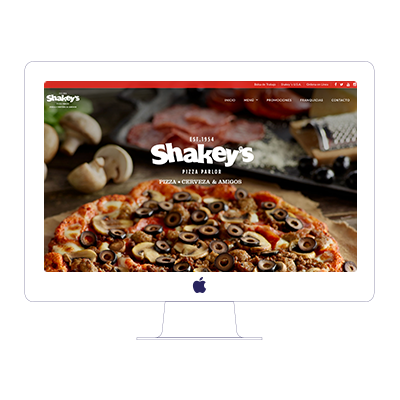 Bolsa de Trabajo Shakey's U.S.A. Ordena en Línea
Shakey's
INICIO MENÚ PROMOCIONES FRANQUICIAS CONTACTO
EST. 1954
Shakey's
PIZZA PARLOR
PIZZA • CERVEZA & AMIGOS